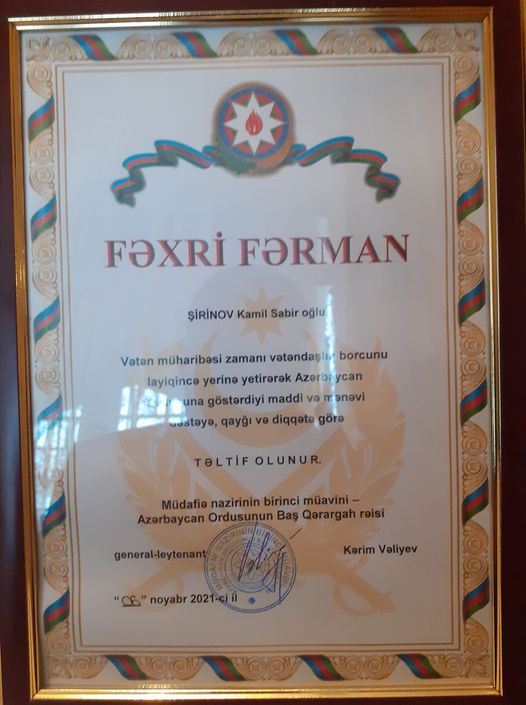 FƏXRİ FƏRMAN
ŞİRİNOV Kamil Sabir oğlu
Vətən müharibəsi zamanı vətəndaşlıq borcunu
layiqincə yerinə yetirərək Azərbaycan
göstərdiyi maddi və mənəvi
dəstəyə, qayğı və diqqətə görə
TƏLTİF OLUNUR.
Müdafiə nazirinin birinci müavini –
Azərbaycan Ordusunun Baş Qərargah rəisi
general-leytenant Kərim Vəliyev
" " noyabr 2021-ci il